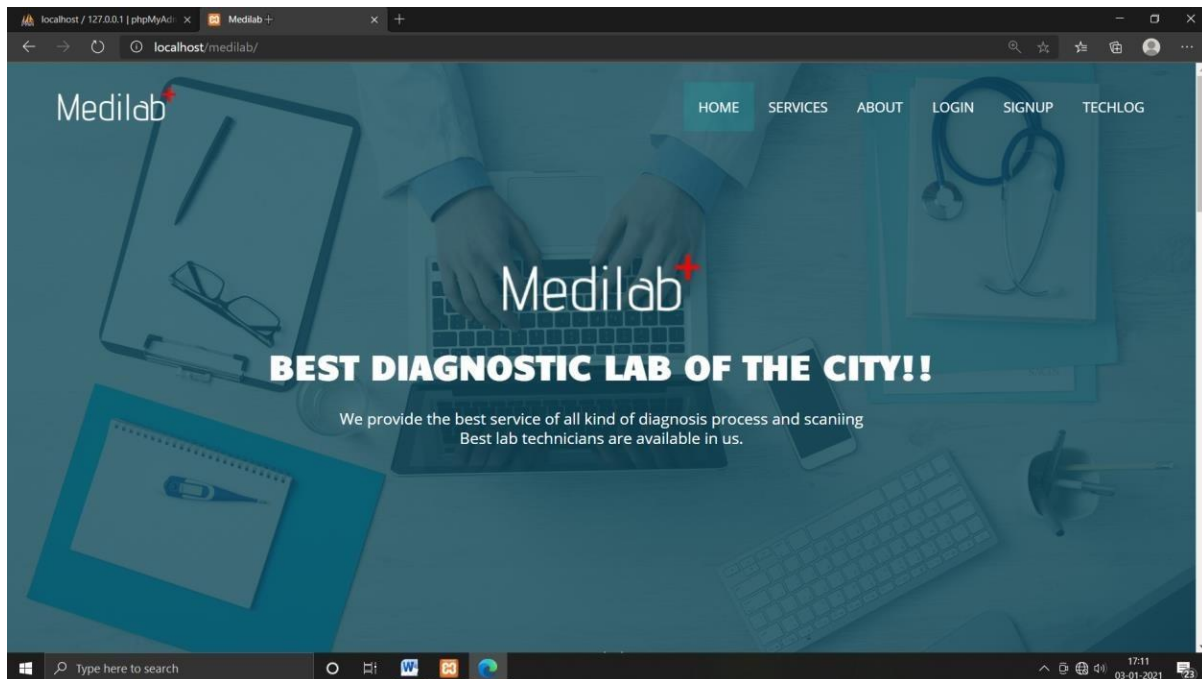 localhost / 127.0.0.1 | phpMyAd
Medilab +
localhost/medilab/
Medilab+
HOME SERVICES ABOUT LOGIN SIGNUP TECHLOG
Medilab+
BEST DIAGNOSTIC LAB OF THE CITY!!
We provide the best service of all kind of diagnosis process and scaniing
Best lab technicians are available in us.
Type here to search
17:11
03-01-2021
23